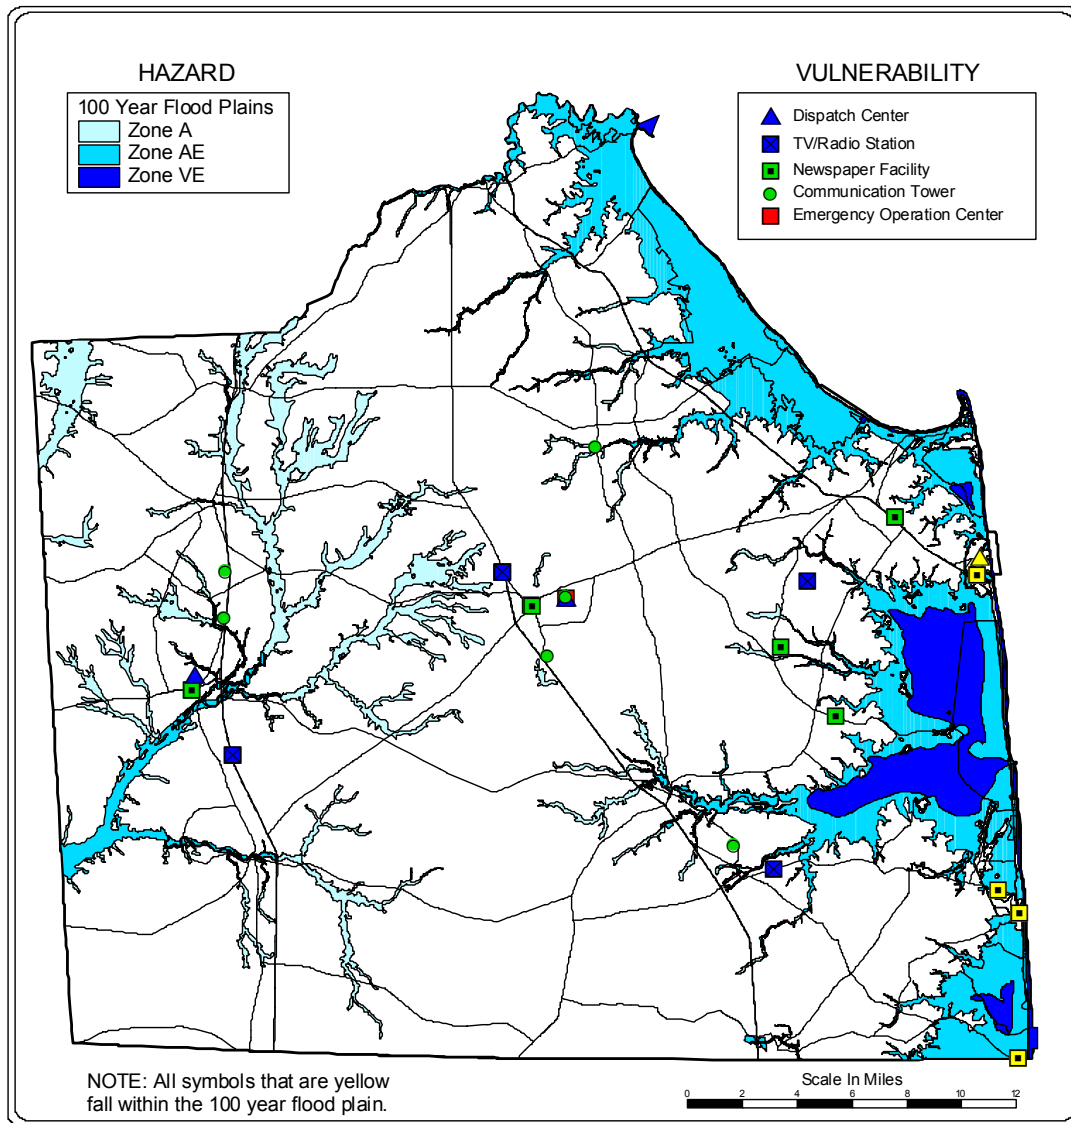 HAZARD
100 Year Flood Plains
Zone A
Zone AE
Zone VE
VULNERABILITY
Dispatch Center
TV/Radio Station
Newspaper Facility
Communication Tower
Emergency Operation Center
NOTE: All symbols that are yellow
fall within the 100 year flood plain.
Scale In Miles
0 2 4 6 8 10 12